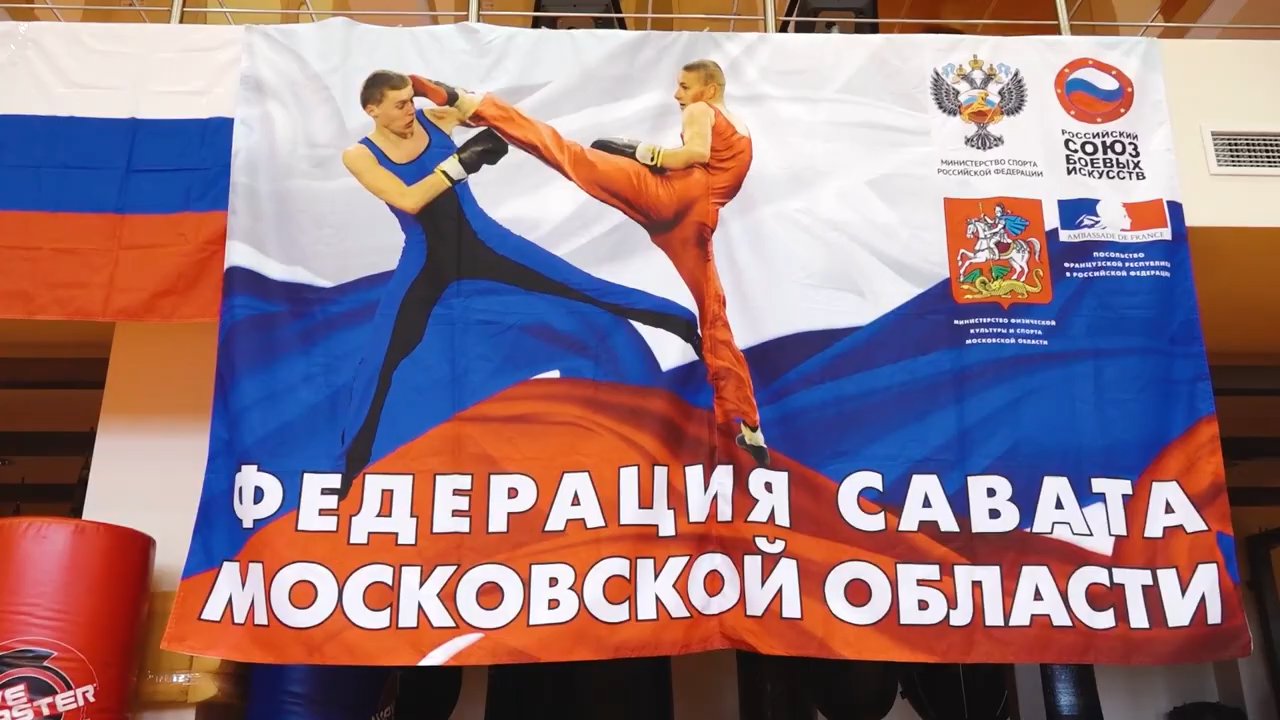 МИНИСТЕРСТВО СПОРТА
РОССИЙСКОЙ ФЕДЕРАЦИИ
РОССИЙСКИЙ
СОЮЗ
БОЕВЫХ
ИСКУССТВ
AMBASSADE DE FRANCE
ПОСОЛЬСТВО
ФРАНЦУЗСКОЙ РЕСПУБЛИКИ
В РОССИЙСКОЙ ФЕДЕРАЦИИ
МИНИСТЕРСТВО ФИЗИЧЕСКОЙ
КУЛЬТУРЫ И СПОРТА
МОСКОВСКОЙ ОБЛАСТИ
ФЕДЕРАЦИЯ САВАТА
МОСКОВСКОЙ ОБЛАСТИ